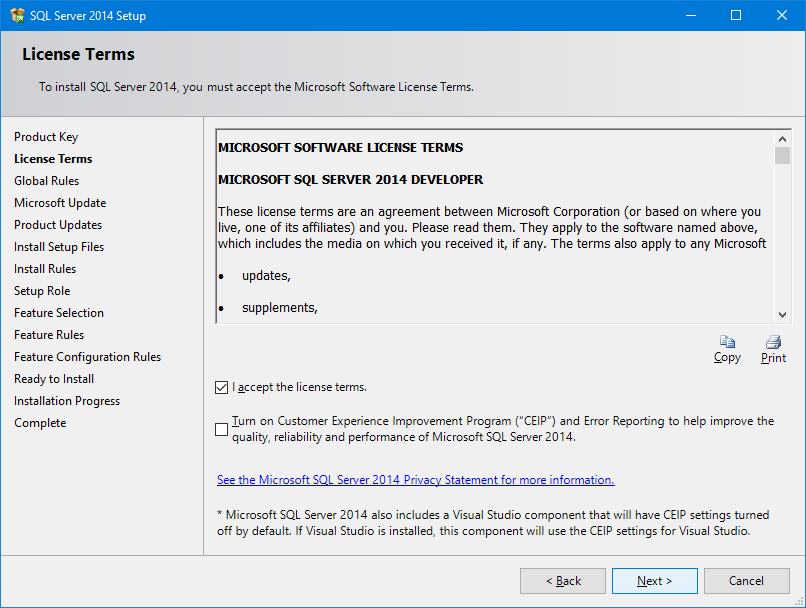 SQL Server 2014 Setup
License Terms
To install SQL Server 2014, you must accept the Microsoft Software License Terms.
Product Key
License Terms
Global Rules
Microsoft Update
Product Updates
Install Setup Files
Install Rules
Setup Role
Feature Selection
Feature Rules
Feature Configuration Rules
Ready to Install
Installation Progress
Complete
MICROSOFT SOFTWARE LICENSE TERMS
MICROSOFT SQL SERVER 2014 DEVELOPER
These license terms are an agreement between Microsoft Corporation (or based on where you
live, one of its affiliates) and you. Please read them. They apply to the software named above,
which includes the media on which you received it, if any. The terms also apply to any Microsoft
• updates,
• supplements,
Copy Print
I accept the license terms.
Turn on Customer Experience Improvement Program ("CEIP") and Error Reporting to help improve the
quality, reliability and performance of Microsoft SQL Server 2014.
See the Microsoft SQL Server 2014 Privacy Statement for more information.
* Microsoft SQL Server 2014 also includes a Visual Studio component that will have CEIP settings turned
off by default. If Visual Studio is installed, this component will use the CEIP settings for Visual Studio.
< Back Next > Cancel